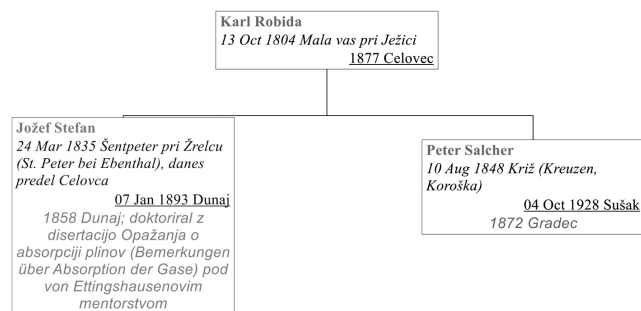 Karl Robida
13 Oct 1804 Mala vas pri Ježici
1877 Celovec
Jožef Stefan
24 Mar 1835 Šentpeter pri Žrelcu
(St. Peter bei Ebenthal), danes
predel Celovca
07 Jan 1893 Dunaj
1858 Dunaj; doktoriral z
disertacijo Opažanja o
absorpciji plinov (Bemerkungen
über Absorption der Gase) pod
von Ettingshausenovim
mentorstvom
Peter Salcher
10 Aug 1848 Križ (Kreuzen,
Koroška)
04 Oct 1928 Sušak
1872 Gradec